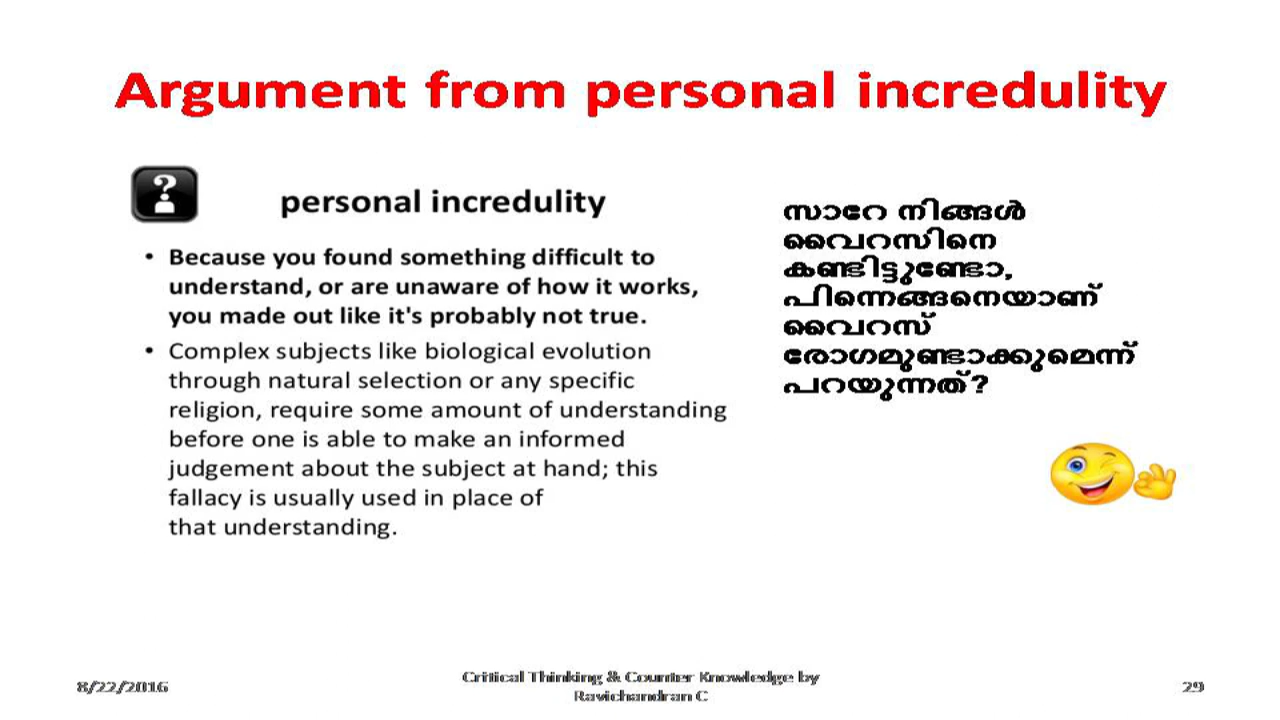 Argument from personal incredulity
personal incredulity
• Because you found something difficult to
understand, or are unaware of how it works,
you made out like it's probably not true.
• Complex subjects like biological evolution
through natural selection or any specific
religion, require some amount of understanding
before one is able to make an informed
judgement about the subject at hand; this
fallacy is usually used in place of
that understanding.
സാറേ നിങ്ങൾ
വൈറസിനെ
കണ്ടിട്ടുണ്ടോ,
പിന്നെങ്ങനെയാണ്
വൈറസ്
രോഗമുണ്ടാക്കുമെന്ന്
പറയുന്നത്?
8/22/2016
Critical Thinking & Counter Knowledge by
Ravichandran C
29